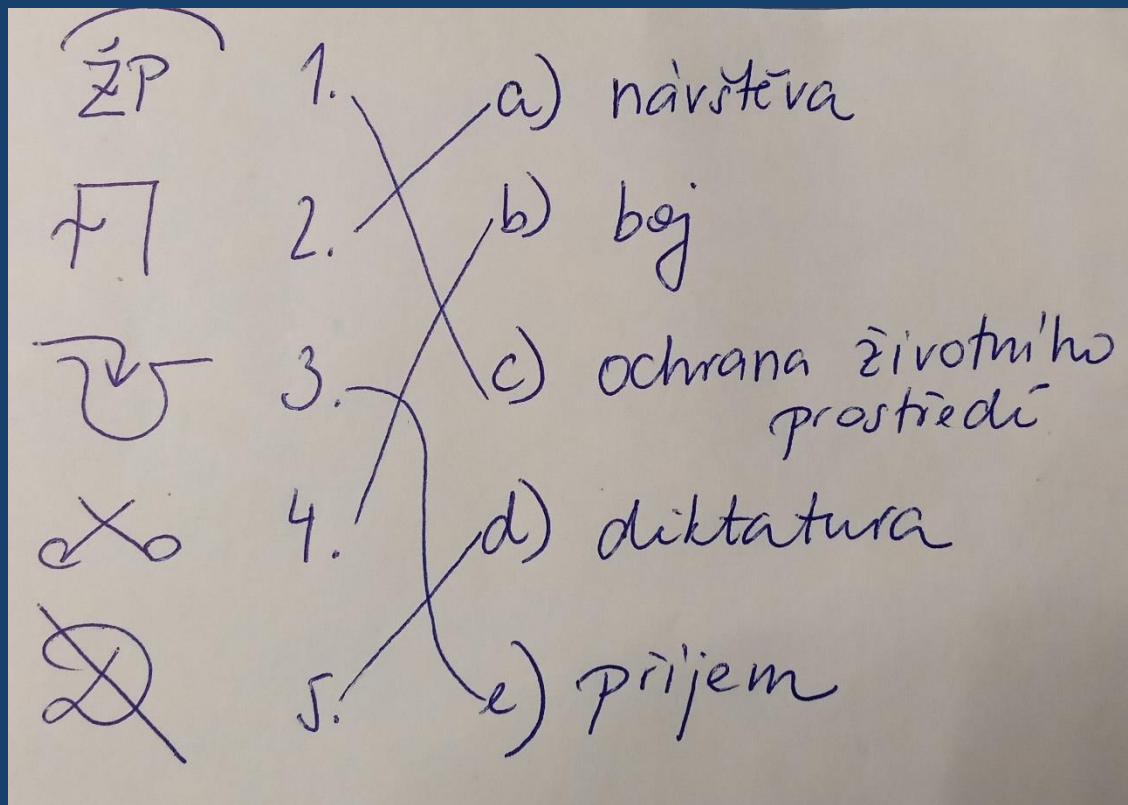 ŽP 1. a) návštěva
2. b) boj
3. c) ochrana životního
prostředí
4. d) diktatura
D 5. e) příjem